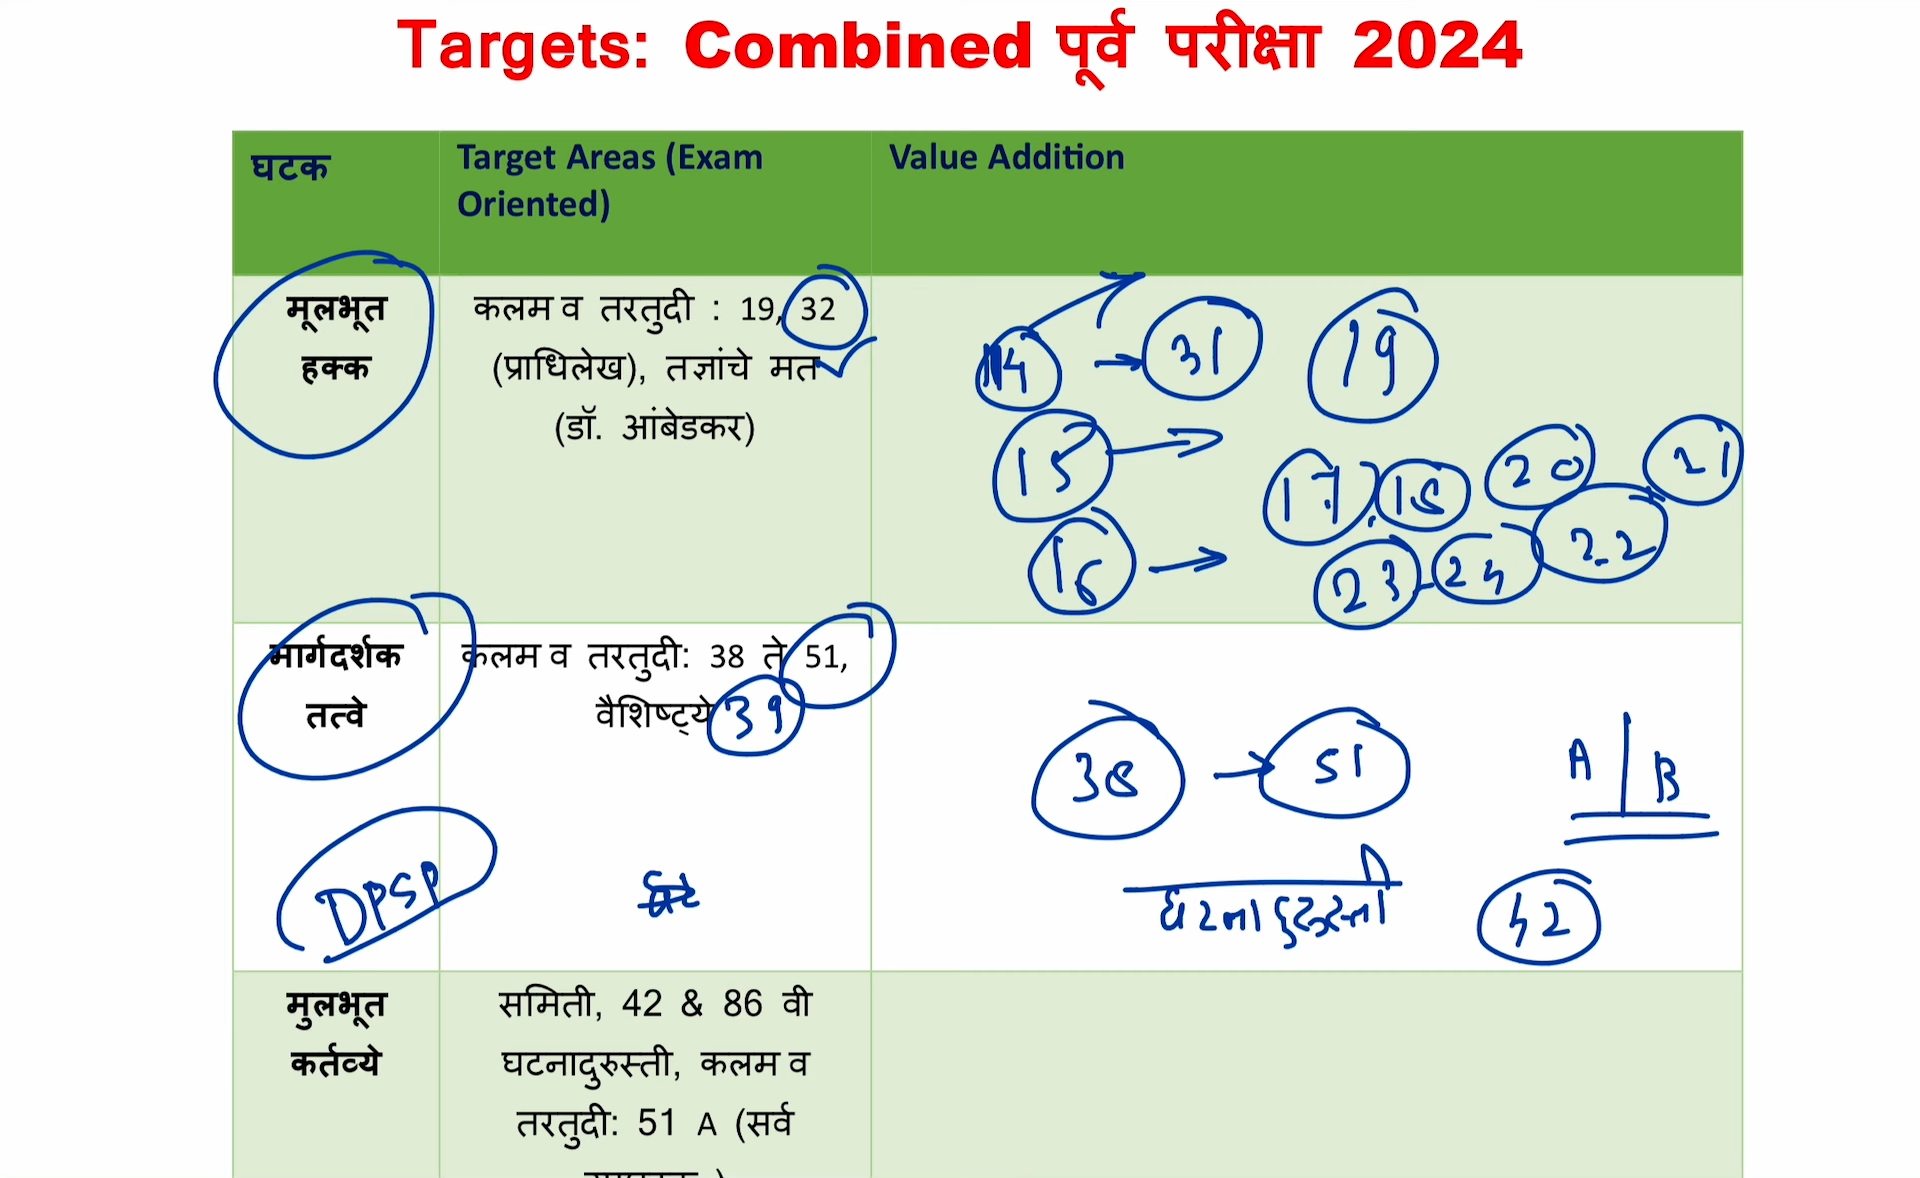 Targets: Combined पूर्व परीक्षा 2024
घटक
Target Areas (Exam
Oriented)
Value Addition
मूलभूत
हक्क
कलम व तरतुदी : 19, 32
(प्राधिलेख), तज्ञांचे मत
(डॉ. आंबेडकर)
14 → 31 19
15 →
17, 18 20 21
16 →
23-24 22
मार्गदर्शक
तत्वे
कलम व तरतुदी: 38 ते 51,
वैशिष्ट्ये 39
38 → 51
A | B
DPSP
घटनादुरुस्ती 42
मुलभूत
कर्तव्ये
समिती, 42 & 86 वी
घटनादुरुस्ती, कलम व
तरतुदी: 51 A (सर्व